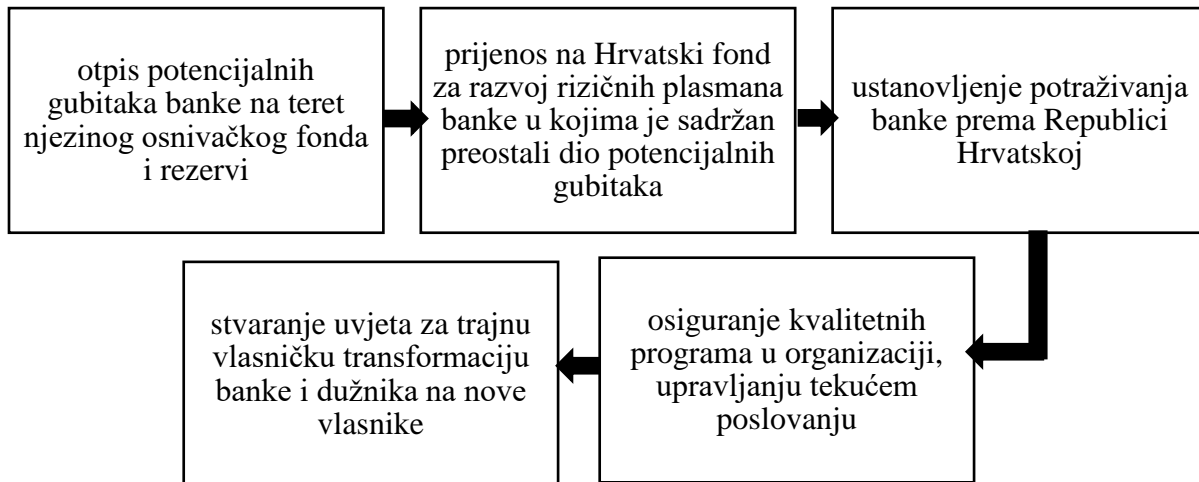 otpis potencijalnih
gubitaka banke na teret
njezinog osnivačkog fonda
i rezervi
prijenos na Hrvatski fond
za razvoj rizičnih plasmana
banke u kojima je sadržan
preostali dio potencijalnih
gubitaka
ustanovljenje potraživanja
banke prema Republici
Hrvatskoj
osiguranje kvalitetnih
programa u organizaciji,
upravljanju tekućem
poslovanju
stvaranje uvjeta za trajnu
vlasničku transformaciju
banke i dužnika na nove
vlasnike